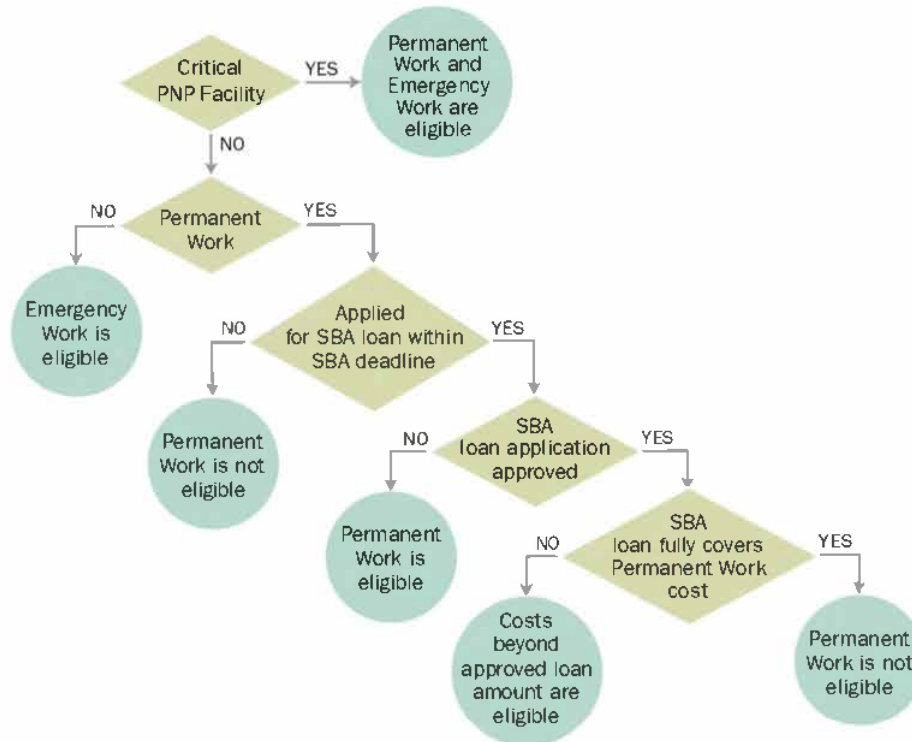 Critical
PNP Facility
YES
Permanent
Work and
Emergency
Work are
eligible
NO
Permanent
Work
NO
YES
Emergency
Work is
eligible
Applied
for SBA loan within
SBA deadline
NO
YES
Permanent
Work is not
eligible
SBA
loan application
approved
NO
YES
Permanent
Work is
eligible
SBA
loan fully covers
Permanent Work
cost
NO
YES
Costs
beyond
approved loan
amount are
eligible
Permanent
Work is not
eligible